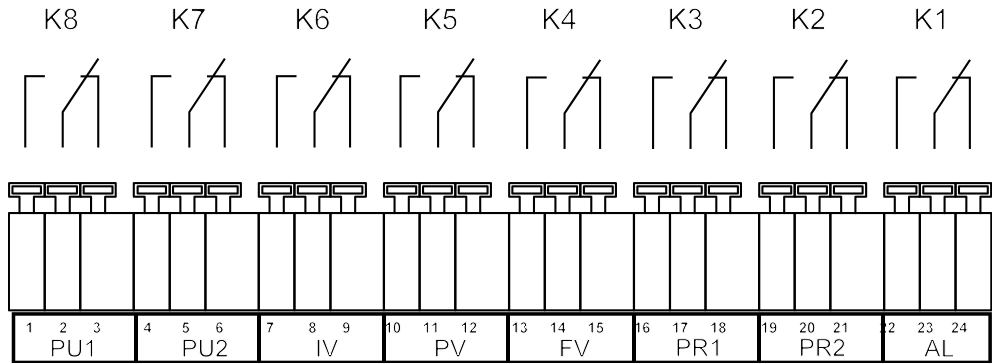 K8 K7 K6 K5 K4 K3 K2 K1
1 2 3 4 5 6 7 8 9 10 11 12 13 14 15 16 17 18 19 20 21 22 23 24
PU1 PU2 IV PV FV PR1 PR2 AL